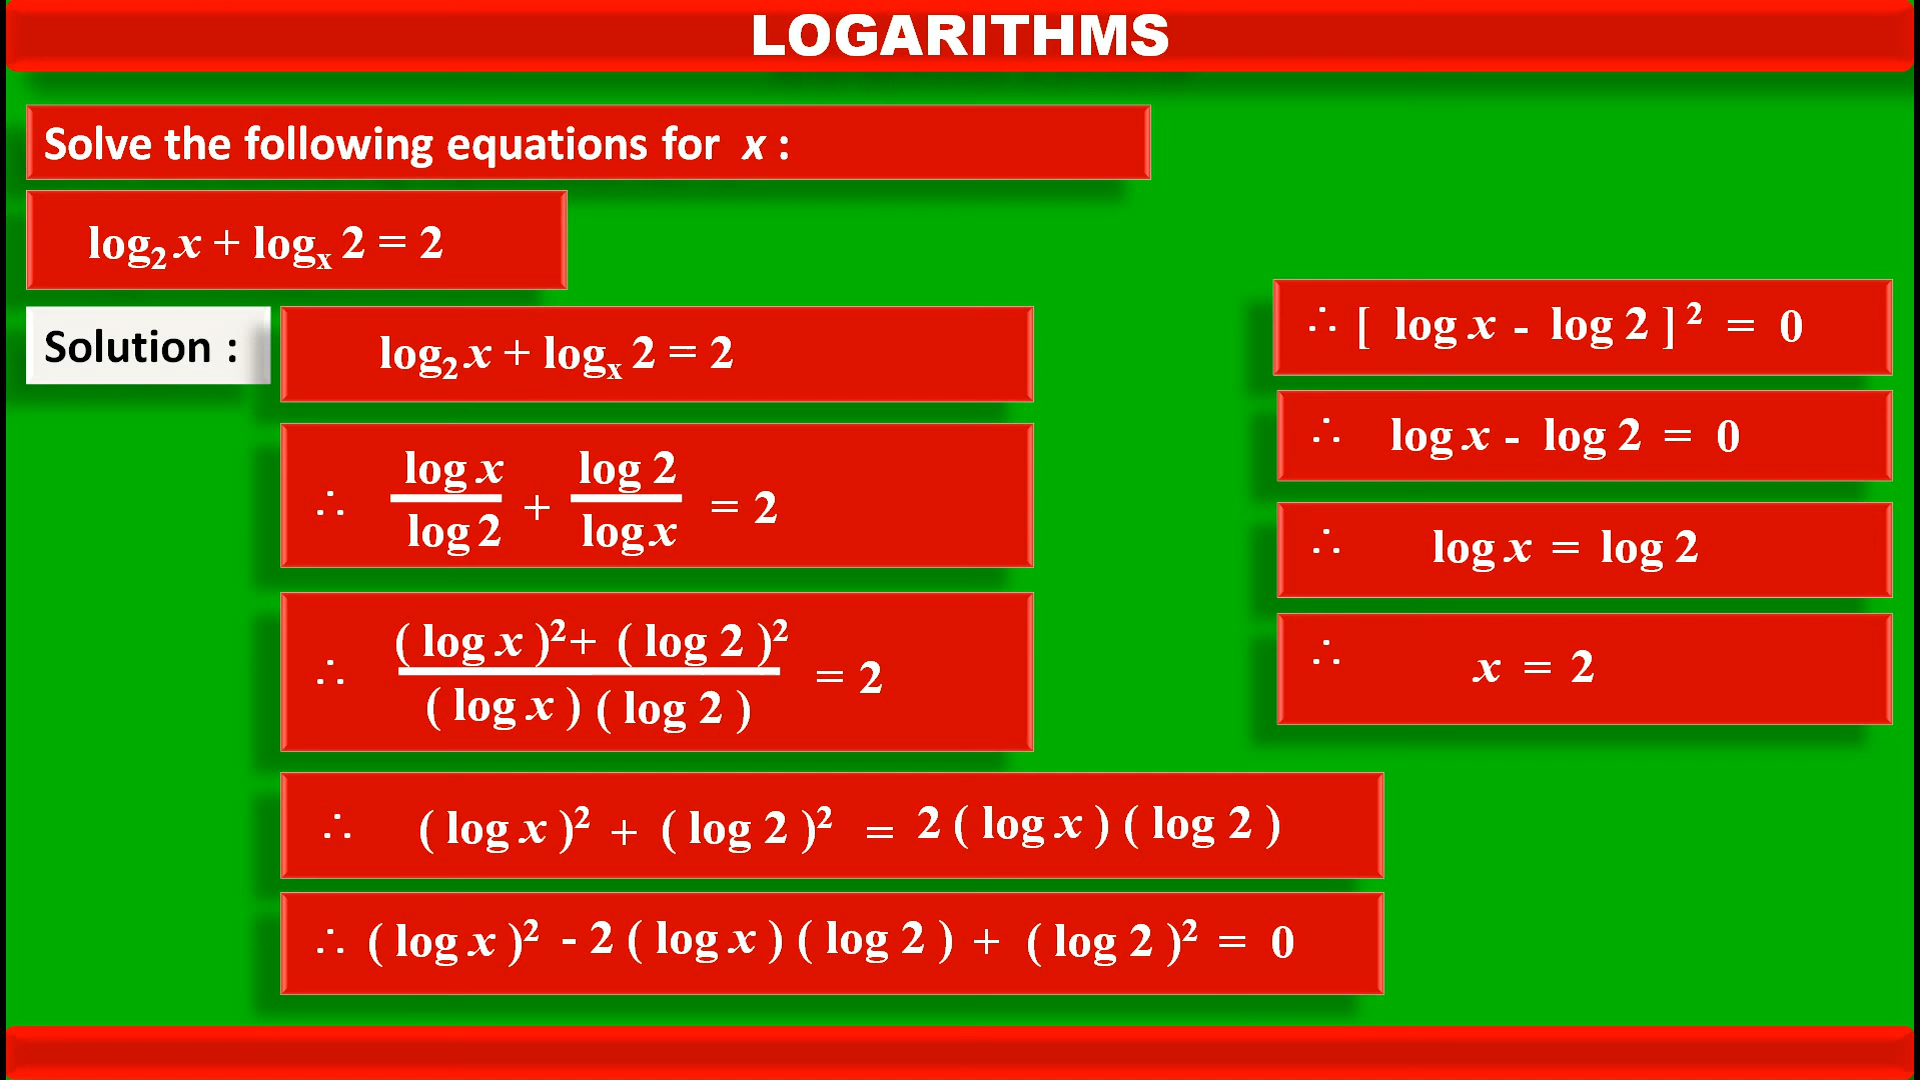 LOGARITHMS
Solve the following equations for x :
log₂ x + logₓ 2 = 2
Solution :
log₂ x + logₓ 2 = 2
∴ log x / log 2 + log 2 / log x = 2
∴ ( log x )² + ( log 2 )² / ( log x ) ( log 2 ) = 2
∴ ( log x )² + ( log 2 )² = 2 ( log x ) ( log 2 )
∴ ( log x )² - 2 ( log x ) ( log 2 ) + ( log 2 )² = 0
∴ [ log x - log 2 ]² = 0
∴ log x - log 2 = 0
∴ log x = log 2
∴ x = 2